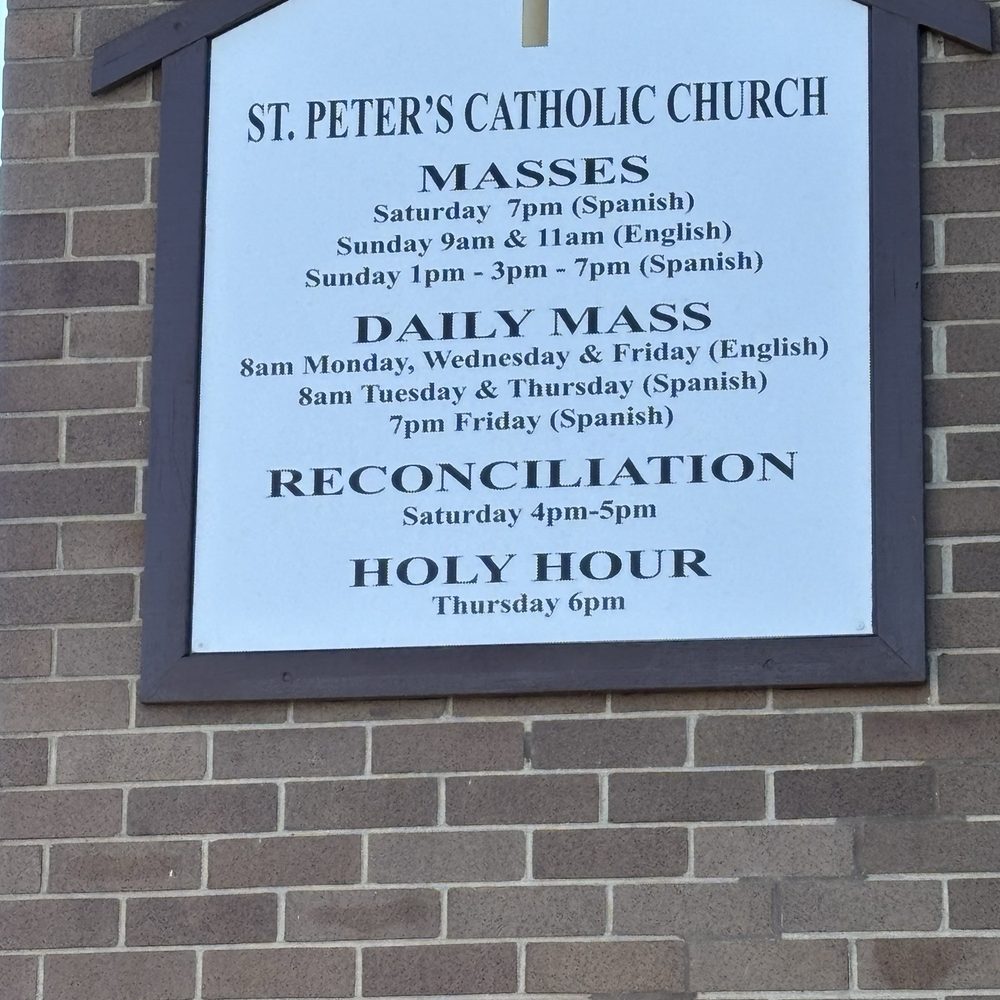 ST. PETER'S CATHOLIC CHURCH
MASSES
Saturday 7pm (Spanish)
Sunday 9am & 11am (English)
Sunday 1pm - 3pm - 7pm (Spanish)
DAILY MASS
8am Monday, Wednesday & Friday (English)
8am Tuesday & Thursday (Spanish)
7pm Friday (Spanish)
RECONCILIATION
Saturday 4pm-5pm
HOLY HOUR
Thursday 6pm